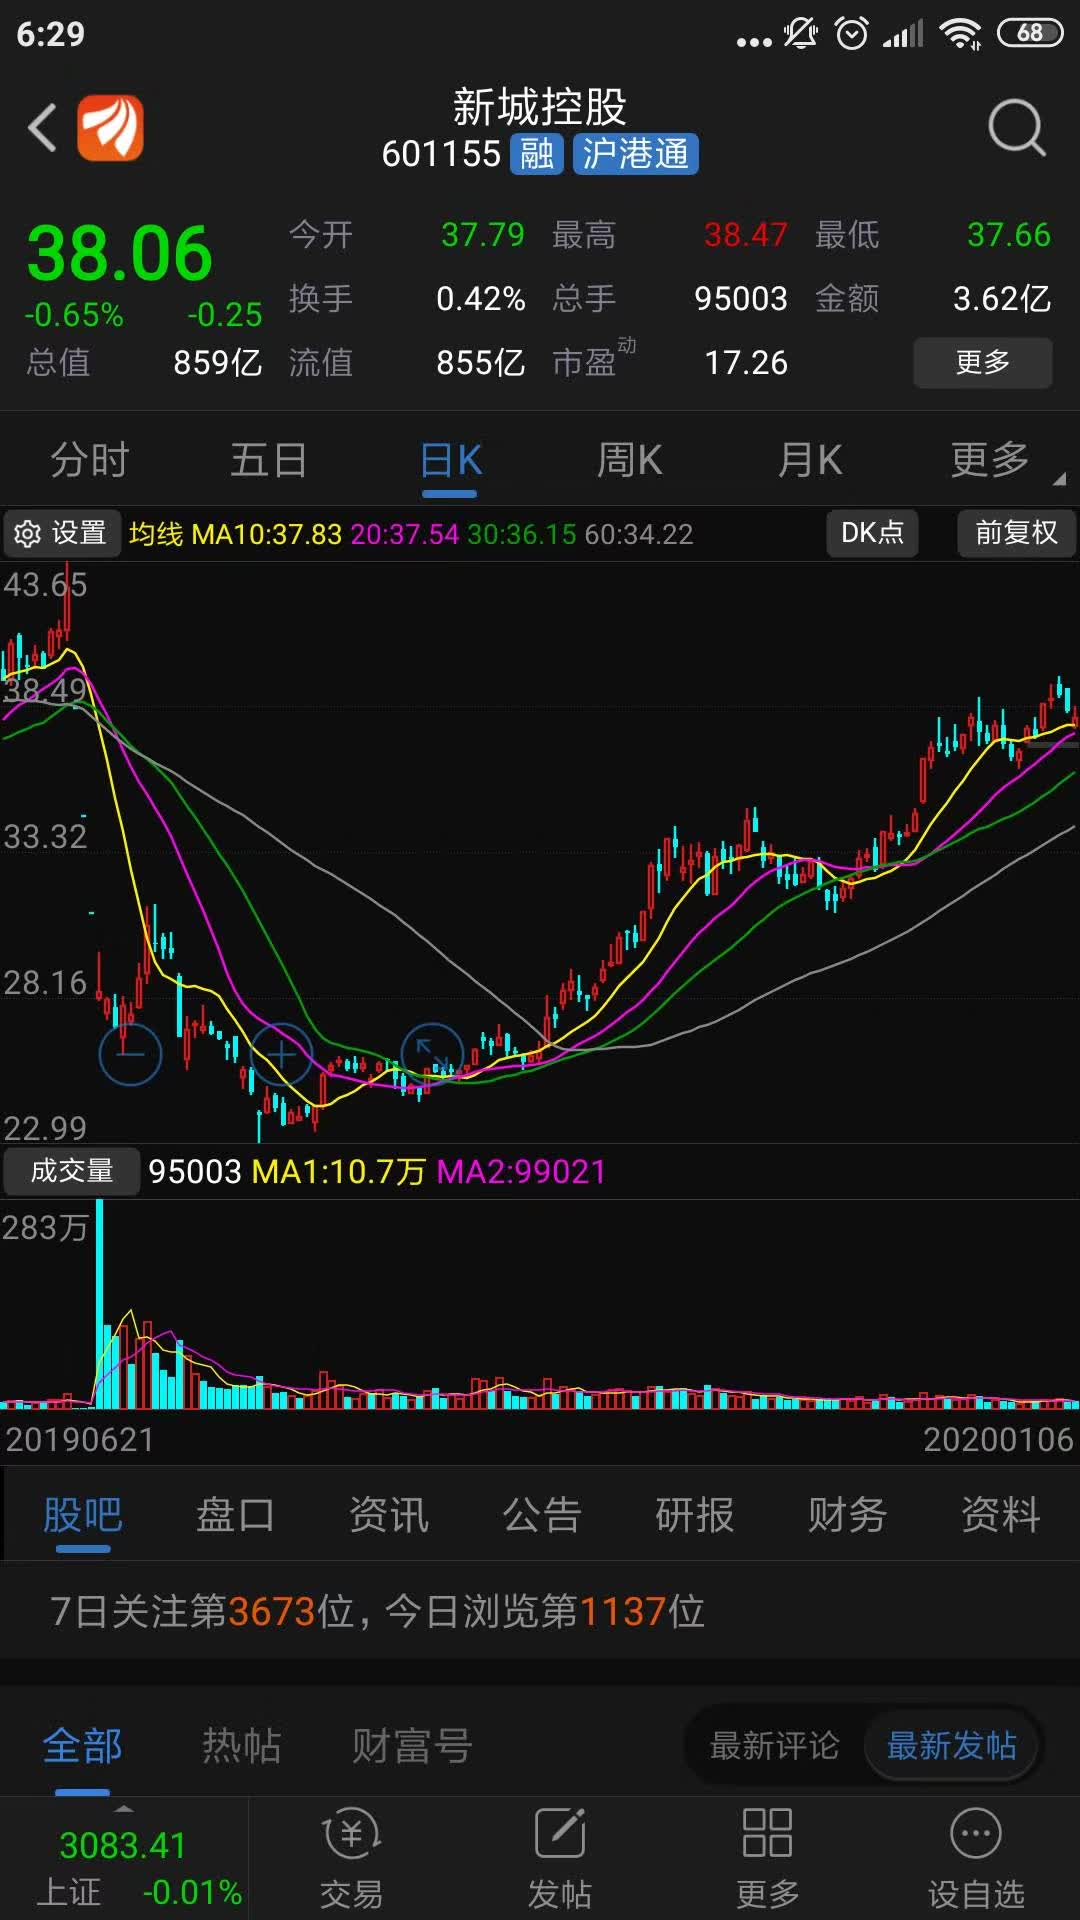 6:29 68
新城控股
601155 融 沪港通
38.06 今开 37.79 最高 38.47 最低 37.66
-0.65% -0.25 换手 0.42% 总手 95003 金额 3.62亿
总值 859亿 流值 855亿 市盈动 17.26 更多
分时 五日 日K 周K 月K 更多
设置 均线 MA10:37.83 20:37.54 30:36.15 60:34.22 DK点 前复权
43.65
38.49
33.32
28.16
22.99
成交量 95003 MA1:10.7万 MA2:99021
283万
20190621 20200106
股吧 盘口 资讯 公告 研报 财务 资料
7日关注第3673位, 今日浏览第1137位
全部 热帖 财富号 最新评论 最新发帖
3083.41
上证 -0.01% 交易 发帖 更多 设自选